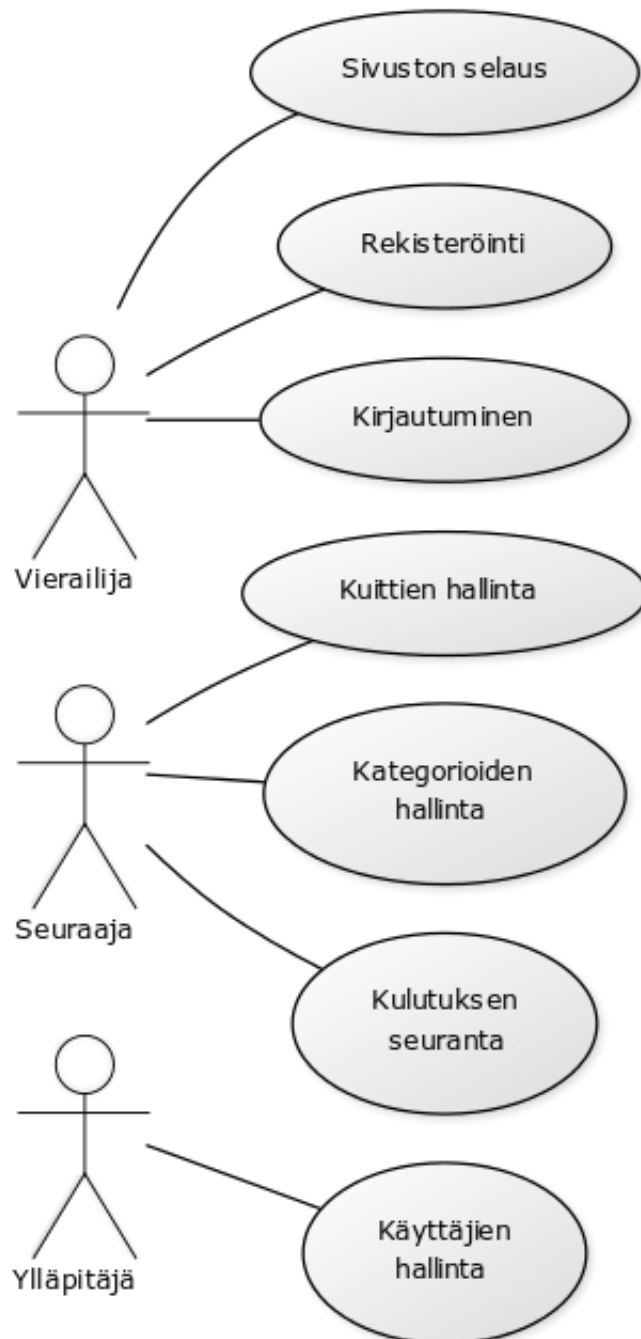 Sivuston selaus
Rekisteröinti
Kirjautuminen
Vierailija
Kuittien hallinta
Kategorioiden
hallinta
Seuraaja
Kulutuksen
seuranta
Käyttäjien
hallinta
Ylläpitäjä